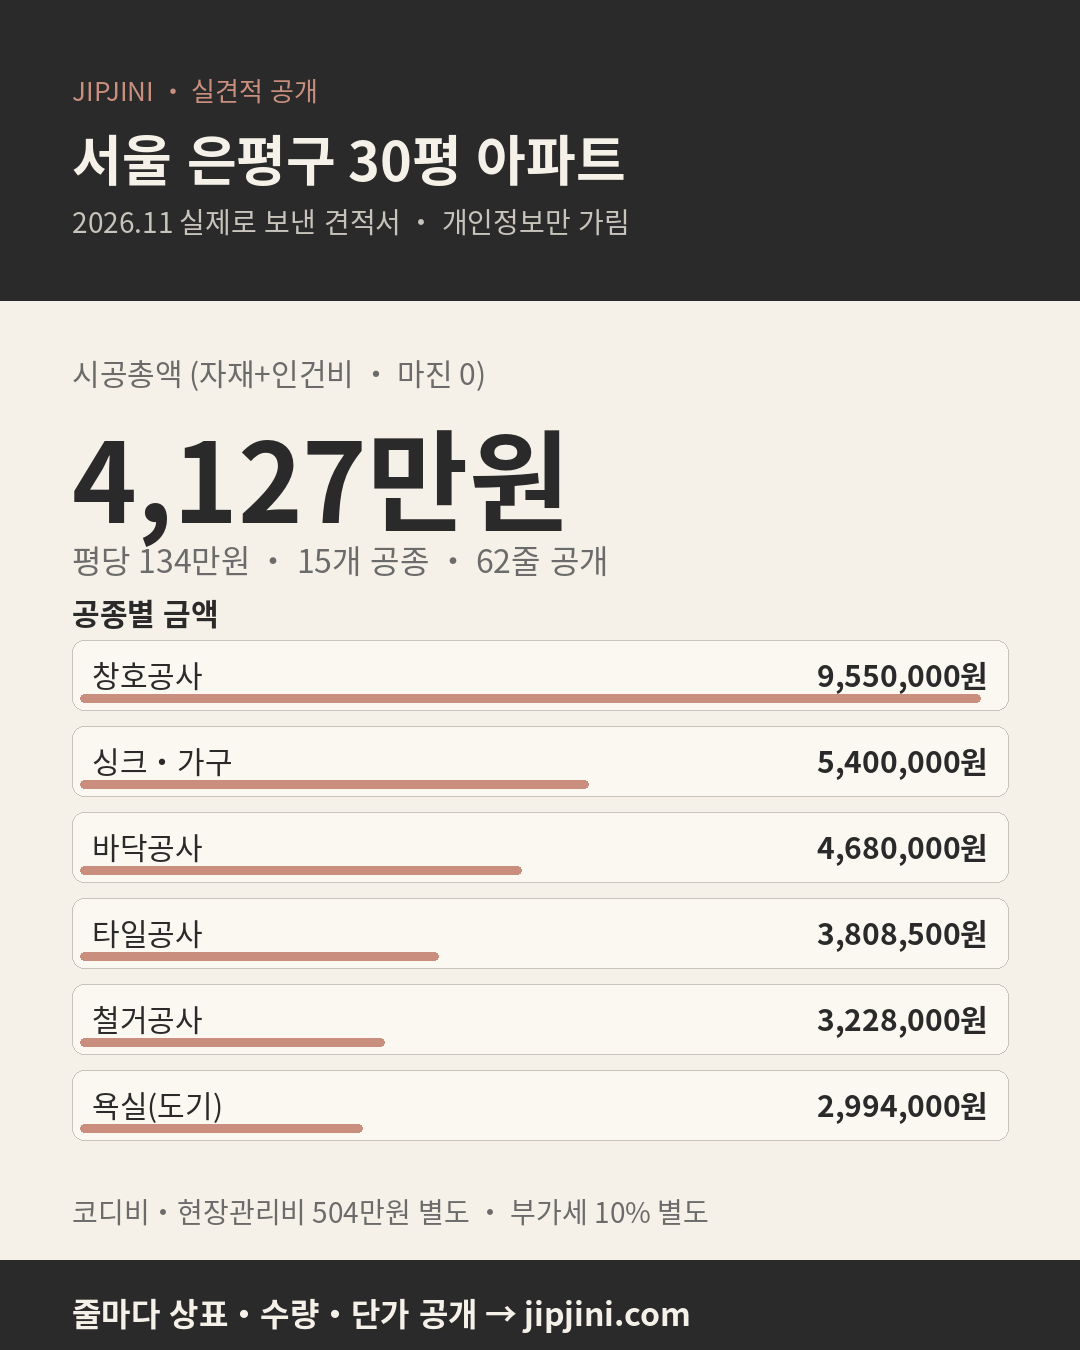 JIPJINI · 실견적 공개
서울 은평구 30평 아파트
2026.11 실제로 보낸 견적서 · 개인정보만 가림
시공총액 (자재+인건비 · 마진 0)
4,127만원
평당 134만원 · 15개 공종 · 62줄 공개
공종별 금액
창호공사 9,550,000원
싱크·가구 5,400,000원
바닥공사 4,680,000원
타일공사 3,808,500원
철거공사 3,228,000원
욕실(도기) 2,994,000원
코디비·현장관리비 504만원 별도 · 부가세 10% 별도
줄마다 상표·수량·단가 공개 → jipjini.com